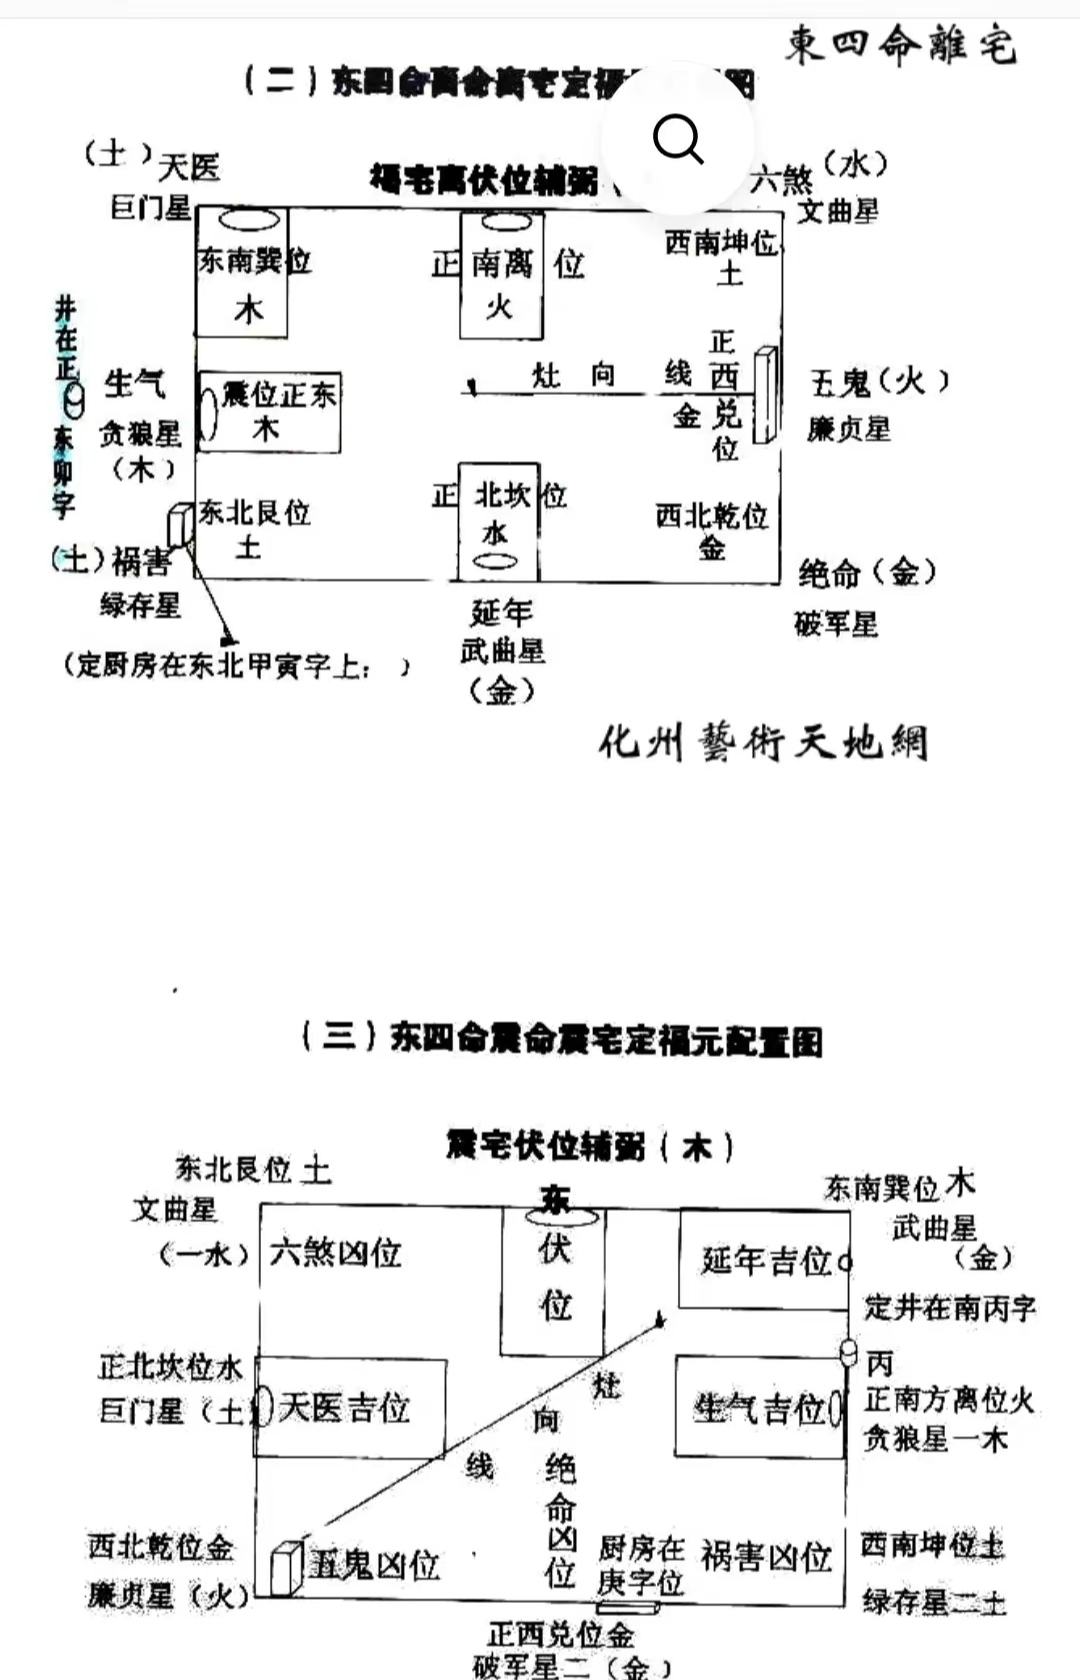 東四命離宅
（二）东四命离命离宅定福
图
（土）天医
巨门星
福宅离伏位辅弼（
六煞（水）
文曲星
东南巽位
木
正南离位
火
西南坤位
土
井在正东卯字
生气
贪狼星
（木）
震位正东
木
灶向线
正西兑位
金
五鬼（火）
廉贞星
东北艮位
土
（土）祸害
绿存星
正北坎位
水
西北乾位
金
绝命（金）
破军星
延年
武曲星
（金）
（定厨房在东北甲寅字上：）
化州藝術天地網
（三）东四命震命震宅定福元配置图
震宅伏位辅弼（木）
东北艮位土
文曲星
（一水）
六煞凶位
东
伏位
东南巽位木
武曲星
（金）
延年吉位
定井在南丙字
正北坎位水
巨门星（土
天医吉位
灶向线
生气吉位
丙
正南方离位火
贪狼星一木
西北乾位金
廉贞星（火）
五鬼凶位
绝命凶位
厨房在
庚字位
祸害凶位
西南坤位土
绿存星二土
正西兑位金
破军星二（金）